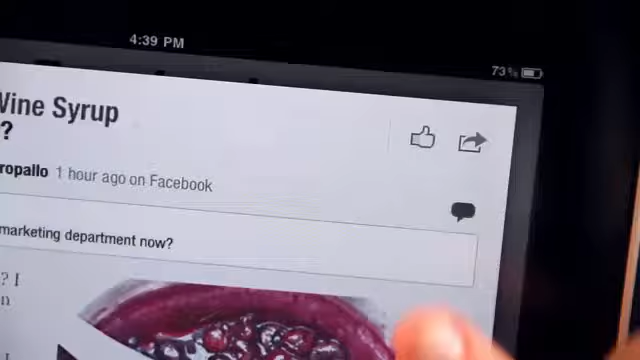 4:39 PM
73%
Wine Syrup
?
ropallo 1 hour ago on Facebook
marketing department now?
? I
n
I